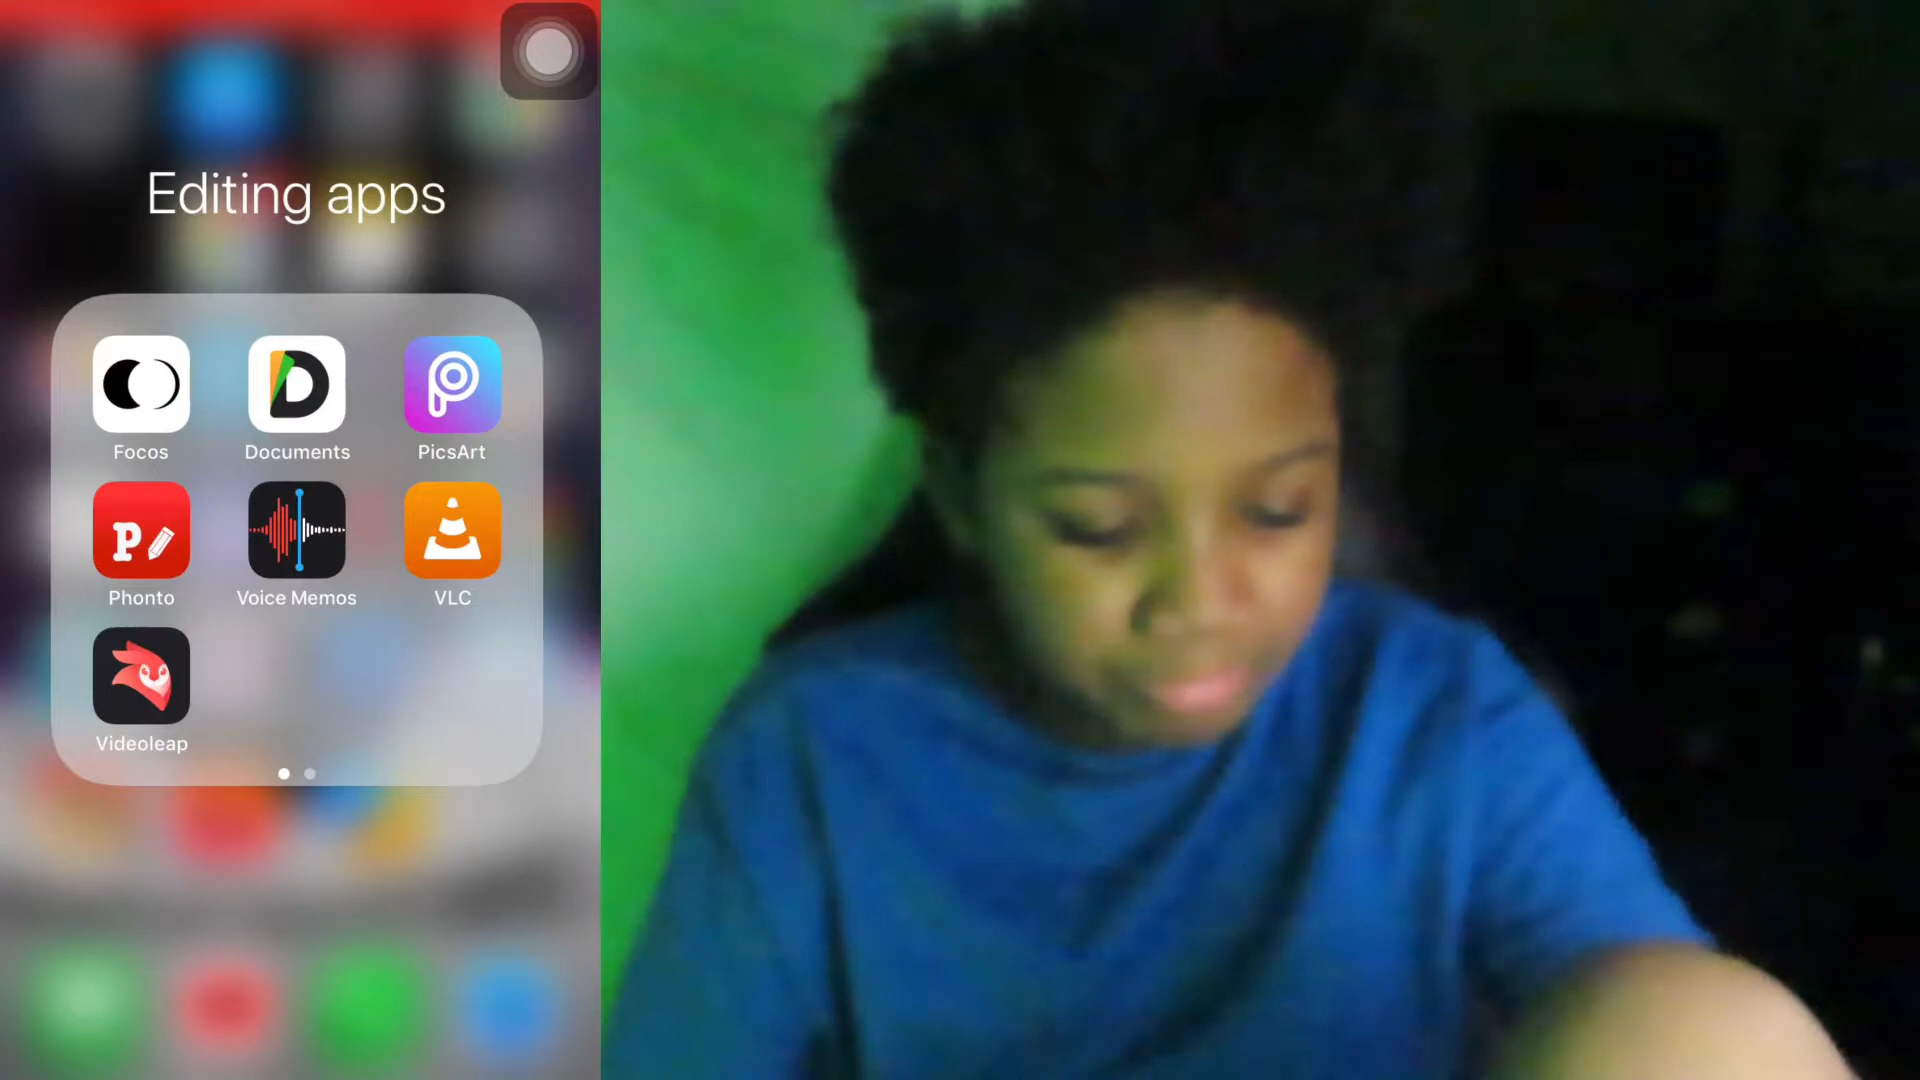 Editing apps
Focos Documents PicsArt
Phonto Voice Memos VLC
Videoleap